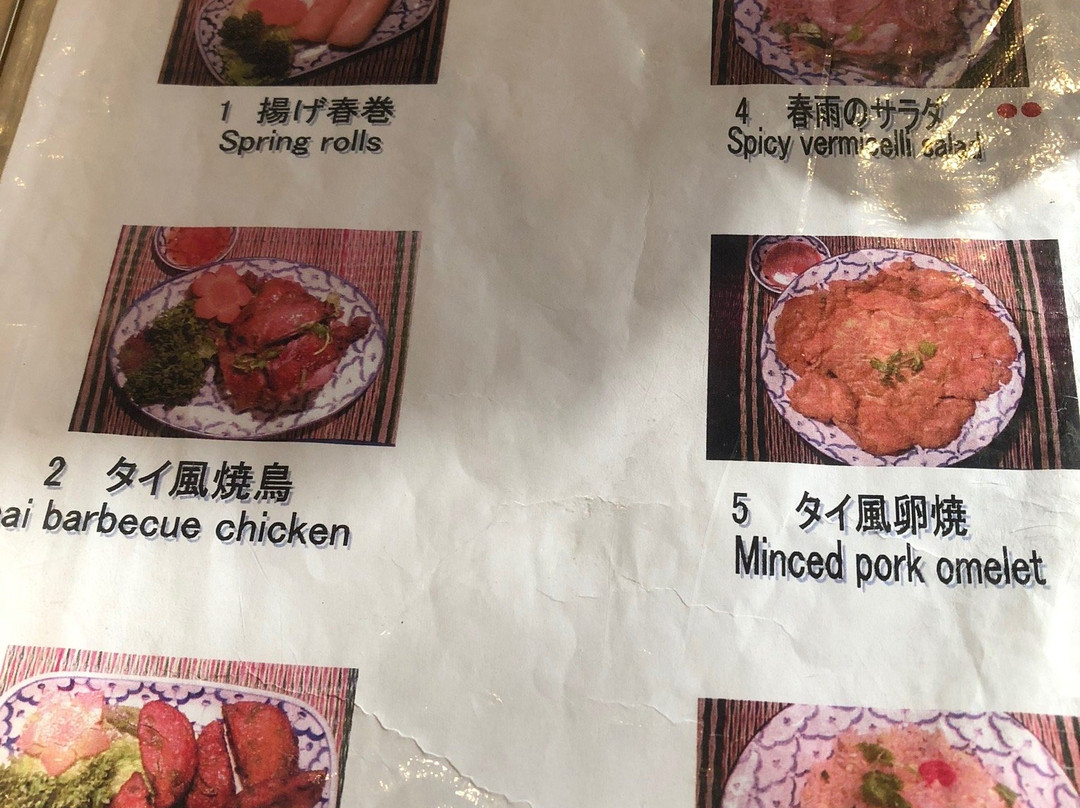 1 揚げ春巻
Spring rolls
4 春雨のサラダ
Spicy vermicelli salad
2 タイ風焼鳥
barbecue chicken
5 タイ風卵焼
Minced pork omelet